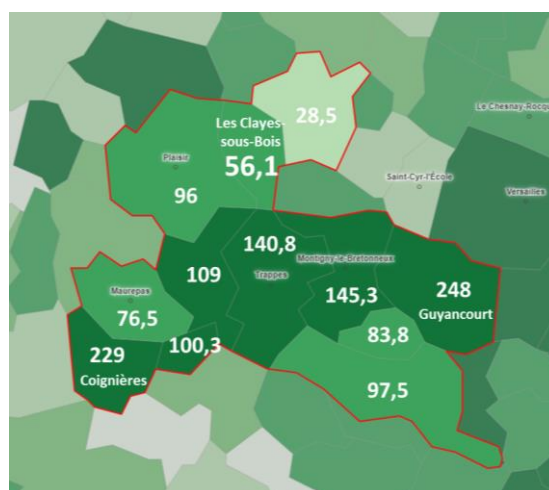 28,5
Le Chesnay-Rocq
Les Clayes-
sous-Bois
56,1
Plaisir
96
Saint-Cyr-l'École
Versailles
140,8
Montigny-le-Bretonneux
109
Trappes
145,3
248
Guyancourt
Maurepas
76,5
83,8
100,3
229
Coignières
97,5